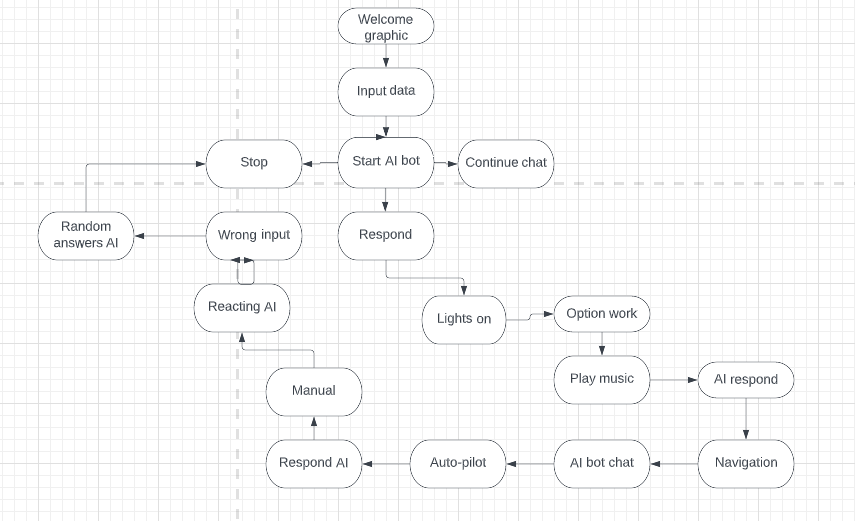 Welcome
graphic
Input data
Stop
Start AI bot
Continue chat
Random
answers AI
Wrong input
Respond
Reacting AI
Lights on
Option work
Manual
Play music
AI respond
Respond AI
Auto-pilot
AI bot chat
Navigation